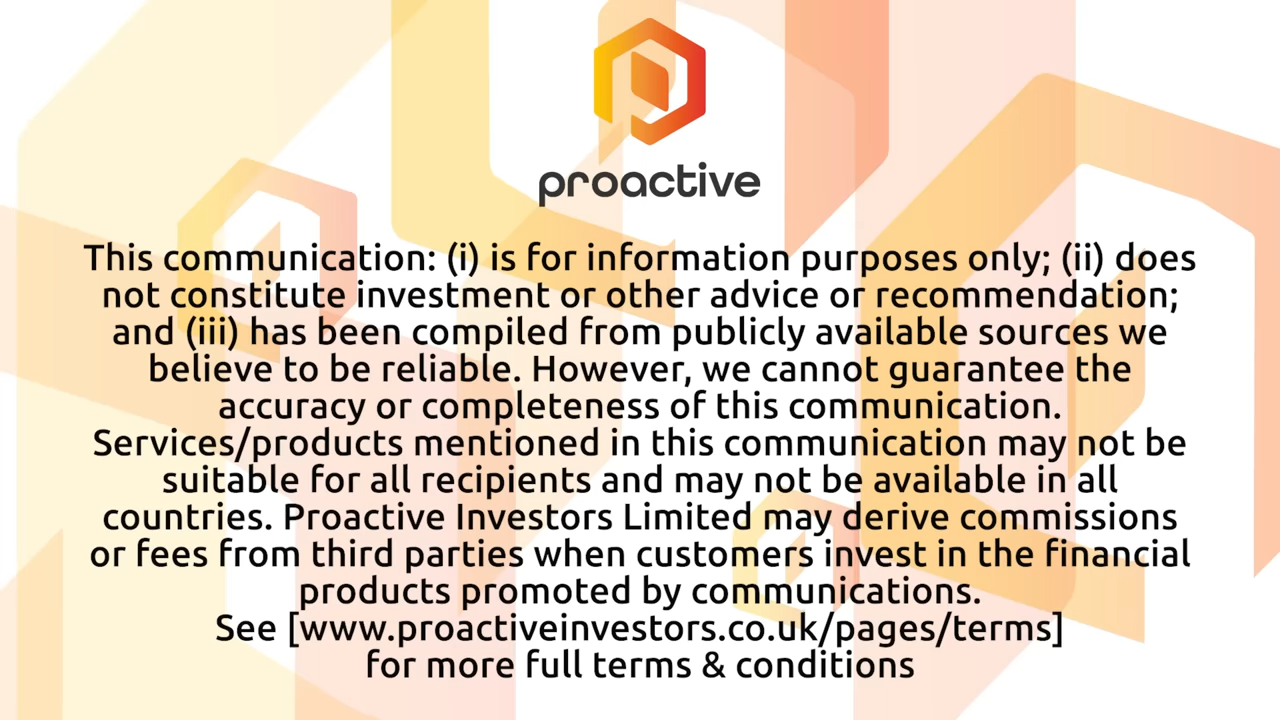 proactive
This communication: (i) is for information purposes only; (ii) does
not constitute investment or other advice or recommendation;
and (iii) has been compiled from publicly available sources we
believe to be reliable. However, we cannot guarantee the
accuracy or completeness of this communication.
Services/products mentioned in this communication may not be
suitable for all recipients and may not be available in all
countries. Proactive Investors Limited may derive commissions
or fees from third parties when customers invest in the financial
products promoted by communications.
See [www.proactiveinvestors.co.uk/pages/terms]
for more full terms & conditions